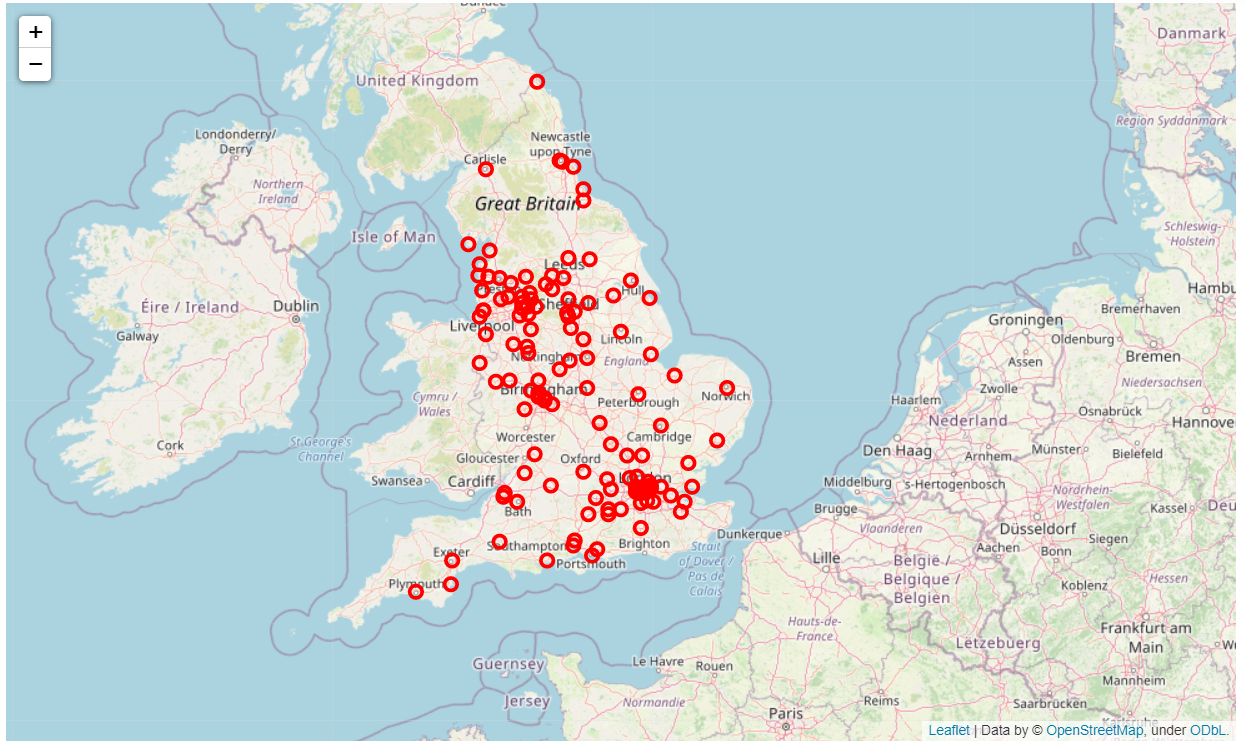 +
−
Dundee
Danmark
United Kingdom
Region Syddanmark
Londonderry/
Derry
Newcastle
upon Tyne
Carlisle
Northern
Ireland
Great Britain
Isle of Man
Schleswig-
Holstein
Leeds
Hull
Hambu
Éire / Ireland
Dublin
Sheffield
Bremerhaven
Groningen
Galway
Liverpool
Lincoln
Oldenburg
Nottingham
England
Assen
Bremen
Birmingham
Zwolle
Niedersachsen
Cymru /
Wales
Peterborough
Norwich
Haarlem
Osnabrück
Nederland
Hannove
Cork
St George's
Channel
Worcester
Cambridge
Den Haag
Münster
Bielefeld
Gloucester
Oxford
Arnhem
Swansea
Cardiff
London
Middelburg
's-Hertogenbosch
Nordrhein-
Westfalen
Bath
Brugge
Kassel
Deu
Vlaanderen
Düsseldorf
Dunkerque
Exeter
Southampton
Brighton
Strait
of Dover /
Pas de
Calais
Lille
België /
Belgique /
Belgien
Aachen
Bonn
Siegen
Portsmouth
Plymouth
Koblenz
Hessen
Hauts-de-
France
Frankfurt am
Main
Lëtzebuerg
Guernsey
Le Havre
Rouen
Mannheim
Jersey
Normandie
Reims
Saarbrücken
Paris
Karlsruhe
Leaflet | Data by © OpenStreetMap, under ODbL.